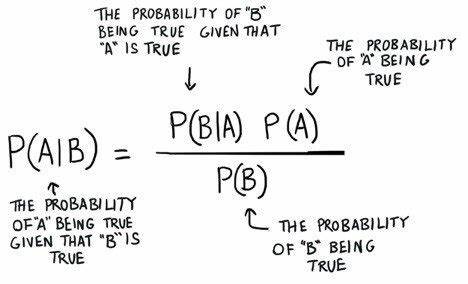 THE PROBABILITY OF "B"
BEING TRUE GIVEN THAT
"A" IS TRUE
THE PROBABILITY
OF "A" BEING
TRUE
P(A|B) = P(B|A) P(A)
P(B)
THE PROBABILITY
OF "A" BEING TRUE
GIVEN THAT "B" IS
TRUE
THE PROBABILITY
OF "B" BEING
TRUE